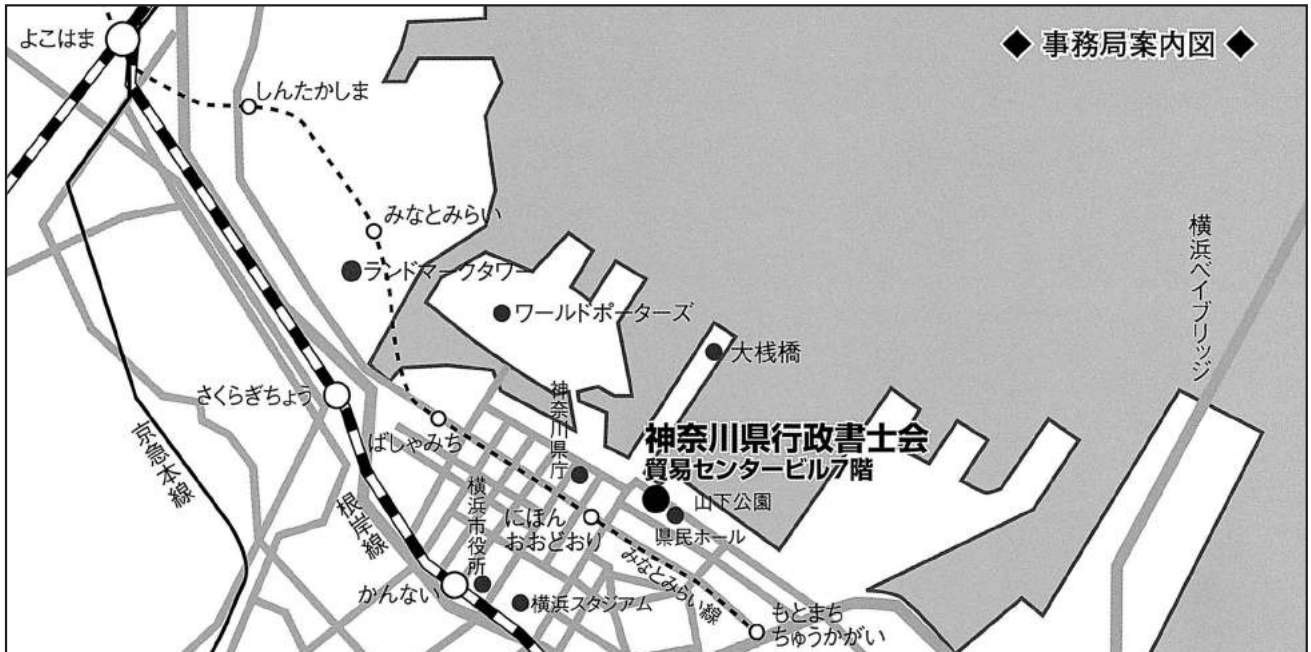 よこはま
◆ 事務局案内図 ◆
しんたかしま
みなとみらい
ランドマークタワー
横浜ベイブリッジ
ワールドポーターズ
大桟橋
さくらぎちょう
ばしゃみち
神奈川県庁
神奈川県行政書士会
貿易センタービル7階
京急本線
根岸線
横浜市役所
にほん
おおどおり
山下公園
県民ホール
みなとみらい線
かんない
横浜スタジアム
もとまち
ちゅうかがい